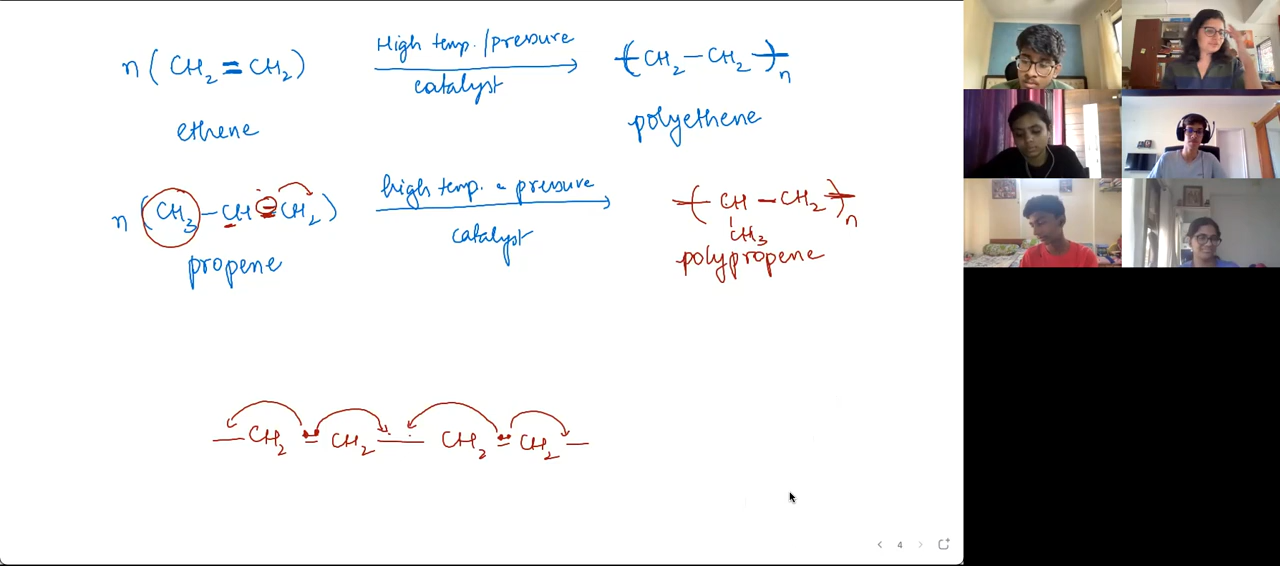 n ( CH₂ = CH₂ ) High temp. / pressure catalyst ( CH₂ — CH₂ )n
ethene polyethene
n ( CH₃ — CH = CH₂ ) high temp. & pressure catalyst ( CH — CH₂ )n
CH₃
propene polypropene
— CH₂ = CH₂ — — CH₂ = CH₂ —
4